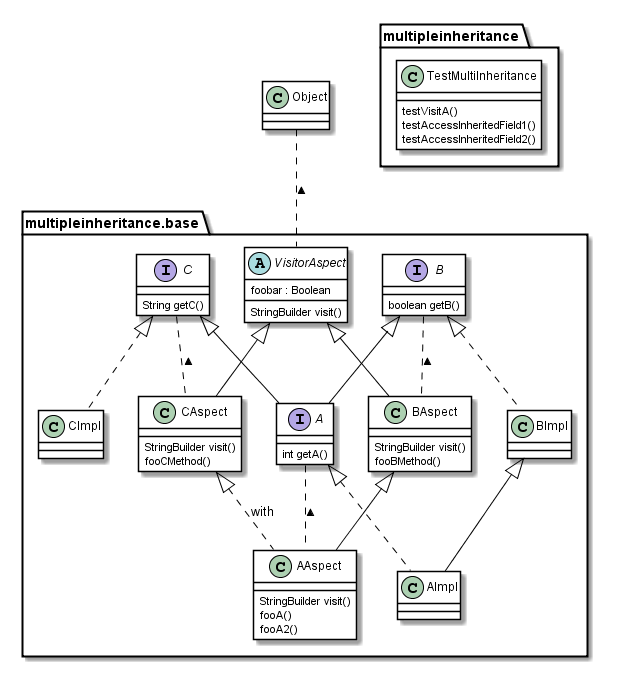 multipleinheritance
C TestMultiInheritance
testVisitA()
testAccessInheritedField1()
testAccessInheritedField2()
C Object
multipleinheritance.base
I C
String getC()
A VisitorAspect
foobar : Boolean
StringBuilder visit()
I B
boolean getB()
C CImpl
C CAspect
StringBuilder visit()
fooCMethod()
I A
int getA()
C BAspect
StringBuilder visit()
fooBMethod()
C BImpl
with
C AAspect
StringBuilder visit()
fooA()
fooA2()
C AImpl